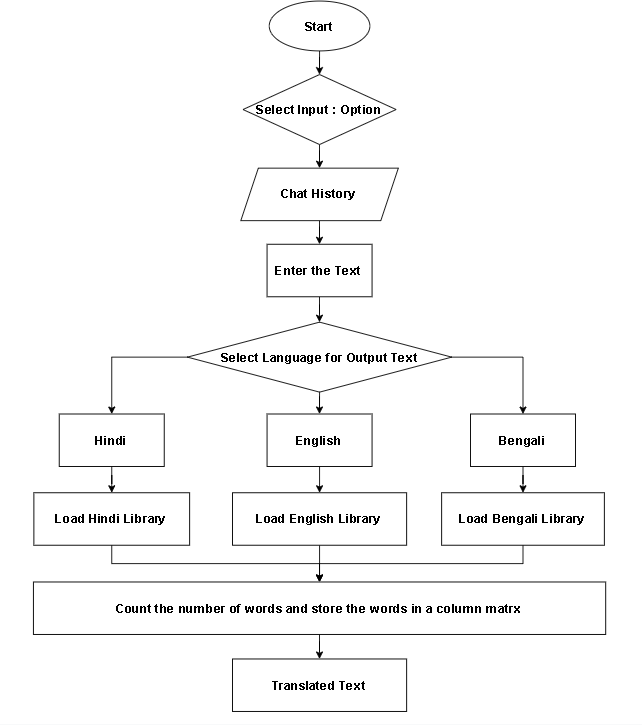 Start
Select Input : Option
Chat History
Enter the Text
Select Language for Output Text
Hindi
English
Bengali
Load Hindi Library
Load English Library
Load Bengali Library
Count the number of words and store the words in a column matrx
Translated Text